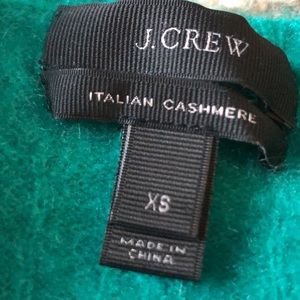 J.CREW
ITALIAN CASHMERE
XS
MADE IN
CHINA